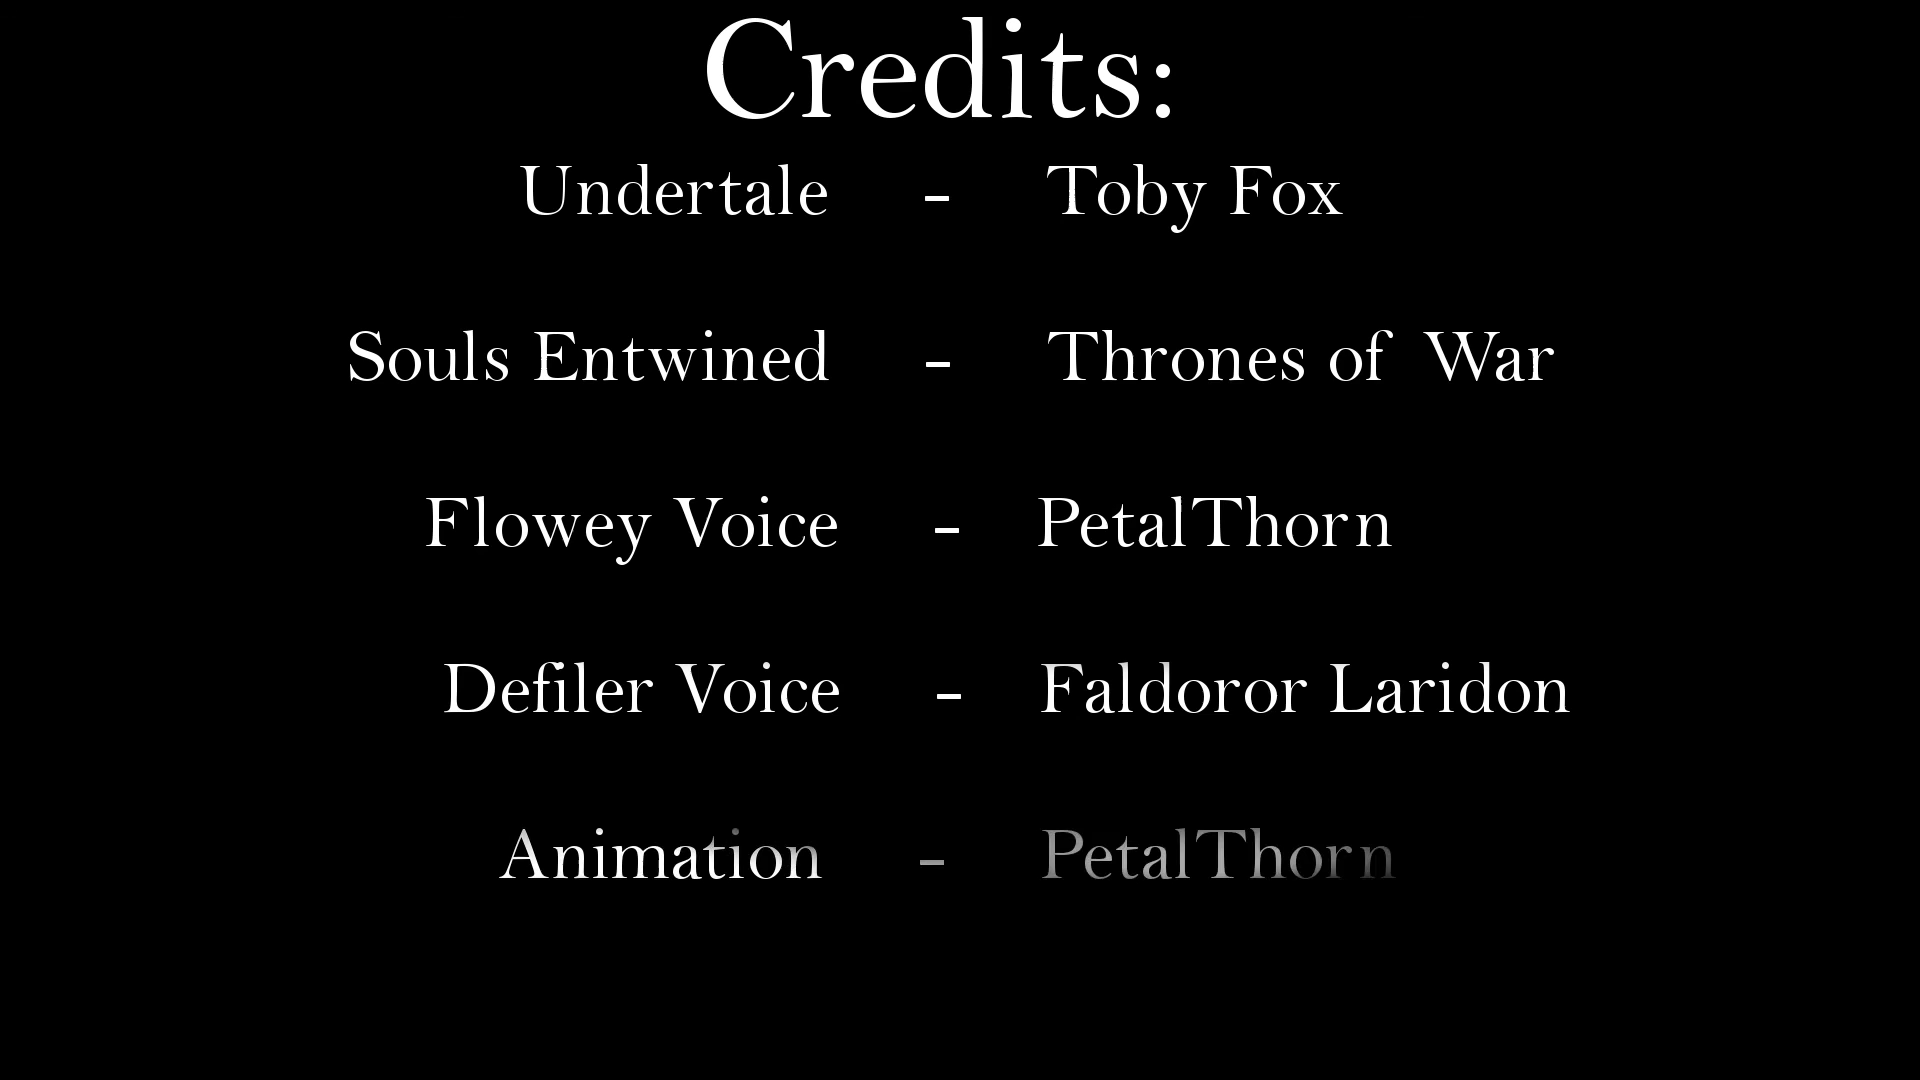 Credits:
Undertale - Toby Fox
Souls Entwined - Thrones of War
Flowey Voice - PetalThorn
Defiler Voice - Faldoror Laridon
Animation - PetalThorn